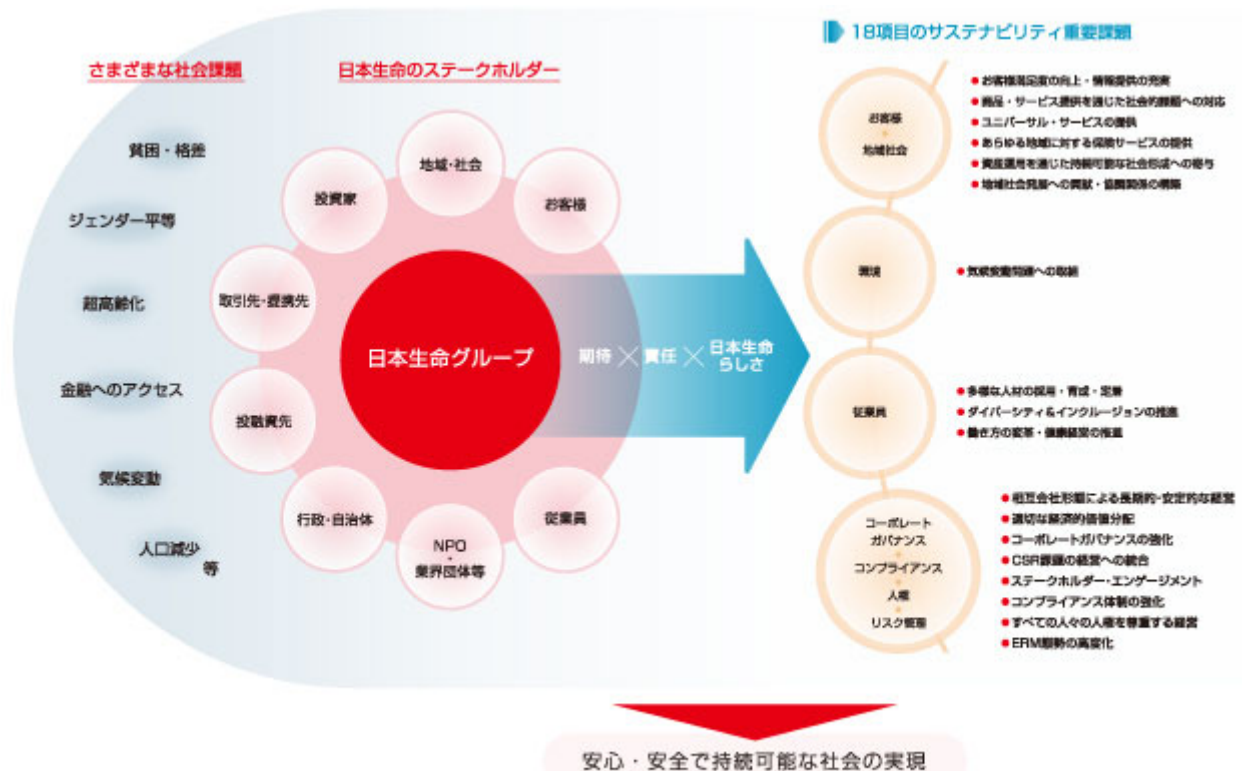 18項目のサステナビリティ重要課題
さまざまな社会課題
日本生命のステークホルダー
貧困・格差
ジェンダー平等
超高齢化
金融へのアクセス
気候変動
人口減少
等
地域・社会
お客様
投資家
取引先・提携先
投融資先
行政・自治体
NPO
業界団体等
従業員
日本生命グループ
期待×責任×日本生命
らしさ
お客様
地域社会
●お客様満足度の向上・情報提供の充実
●商品・サービス提供を通じた社会的課題への対応
●ユニバーサル・サービスの提供
●あらゆる地域に対する保険サービスの提供
●資産運用を通じた持続可能な社会形成への寄与
●地域社会発展への貢献・協働関係の構築
環境
●気候変動問題への取組
従業員
●多様な人材の採用・育成・定着
●ダイバーシティ&インクルージョンの推進
●働き方の変革・健康経営の推進
コーポレート
ガバナンス
コンプライアンス
人権
リスク管理
●相互会社形態による長期的・安定的な経営
●適切な経済的価値分配
●コーポレートガバナンスの強化
●CSR課題の経営への統合
●ステークホルダー・エンゲージメント
●コンプライアンス体制の強化
●すべての人々の人権を尊重する経営
●ERM態勢の高度化
安心・安全で持続可能な社会の実現